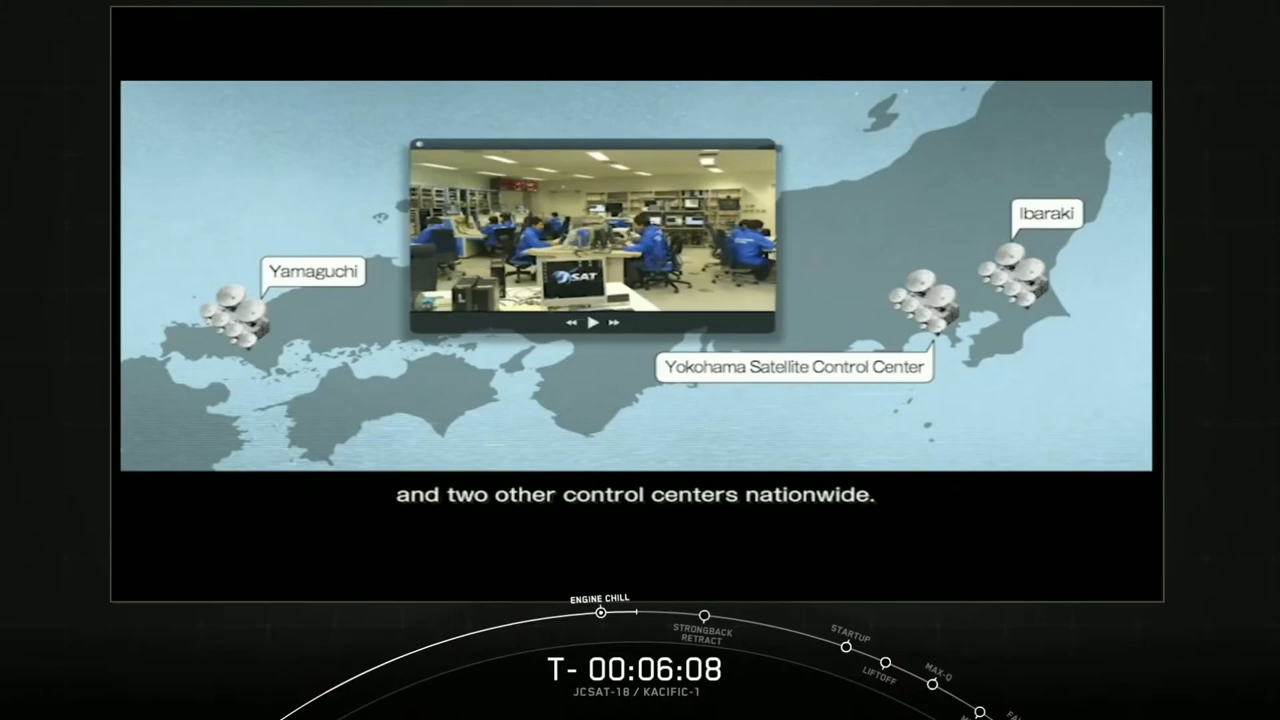 Ibaraki
Yamaguchi
JSAT
Yokohama Satellite Control Center
and two other control centers nationwide.
ENGINE CHILL
STRONGBACK
RETRACT
STARTUP
LIFTOFF
MAX-Q
T- 00:06:08
JCSAT-18 / KACIFIC-1